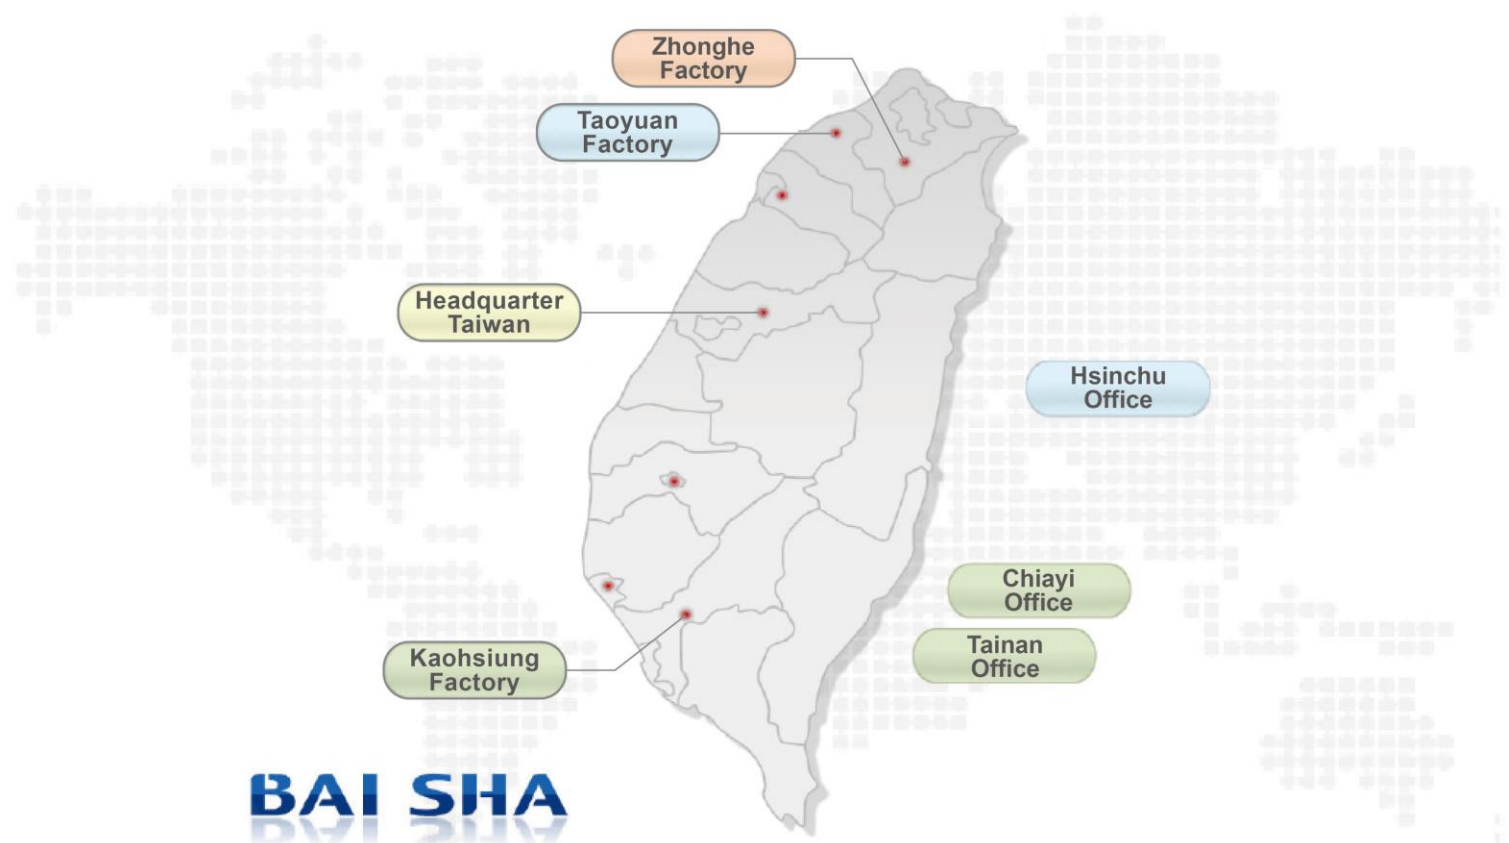 Zhonghe
Factory
Taoyuan
Factory
Headquarter
Taiwan
Hsinchu
Office
Chiayi
Office
Tainan
Office
Kaohsiung
Factory
BAI SHA